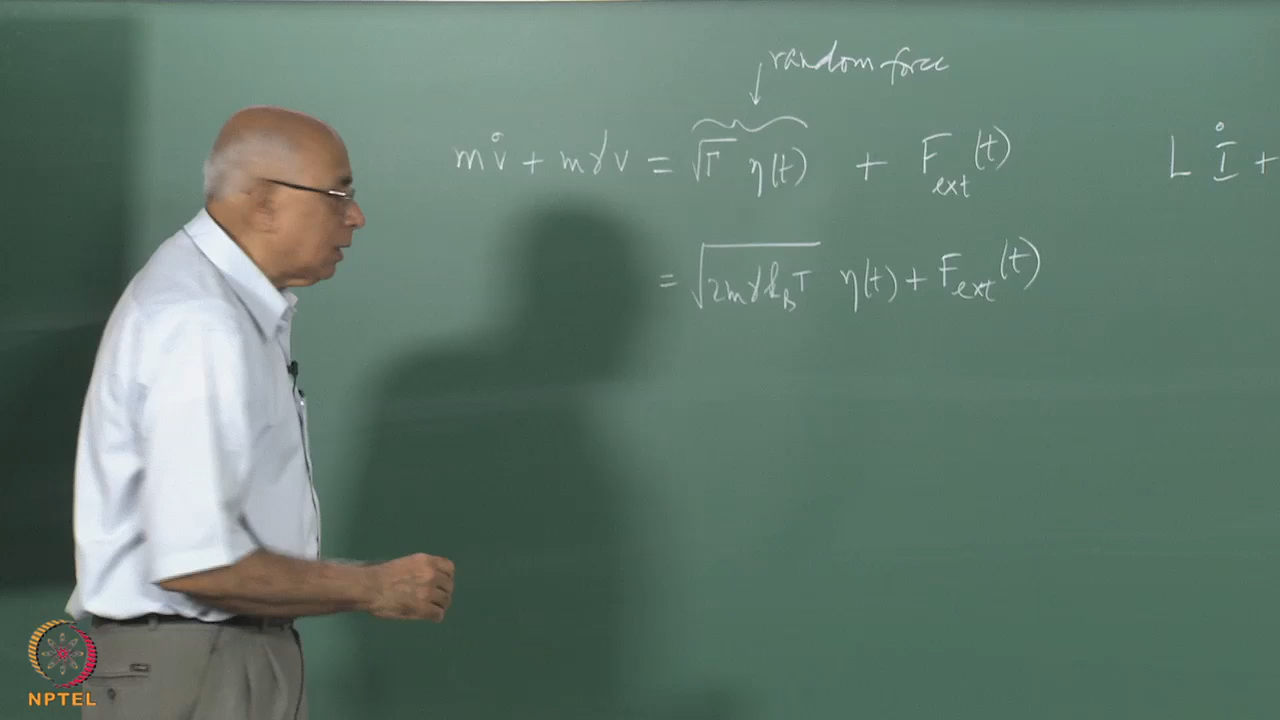 random force
m v̇ + mγv = √Γ η(t) + F_ext(t)
L İ +
= √(2mγk_BT) η(t) + F_ext(t)
NPTEL